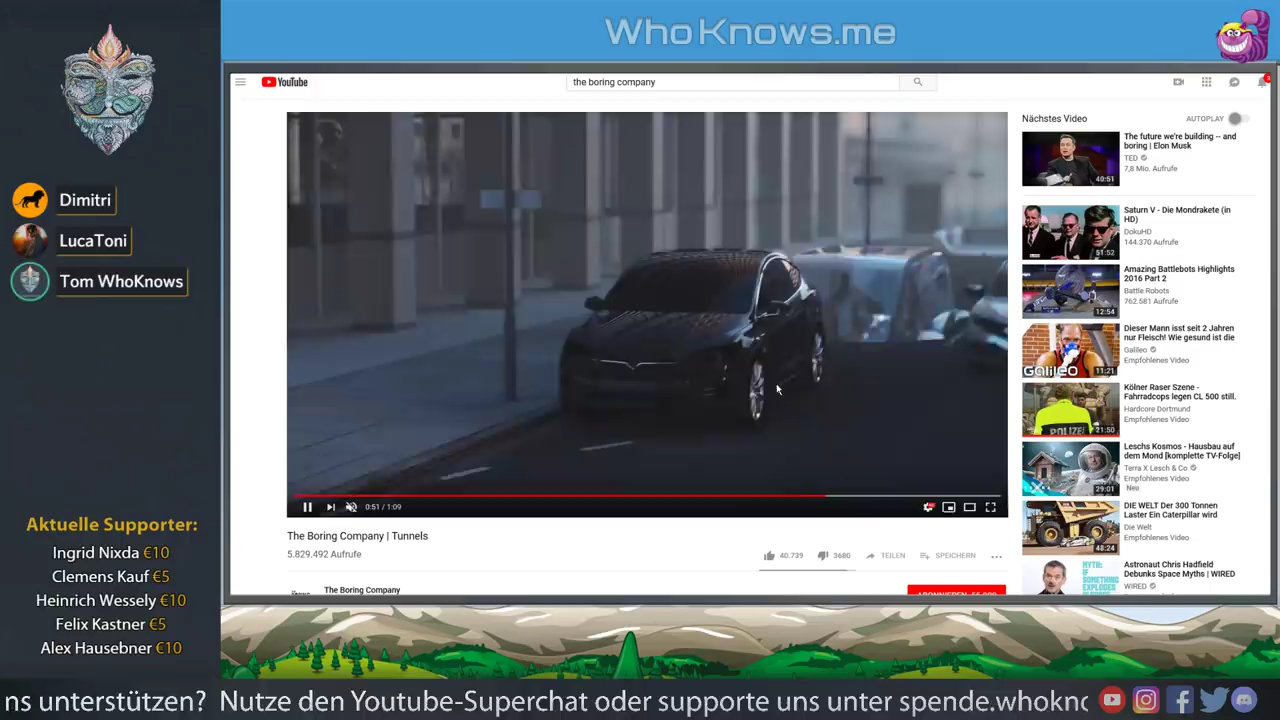 WhoKnows.me
YouTube
the boring company
3
Dimitri
LucaToni
Tom WhoKnows
Aktuelle Supporter:
Ingrid Nixda €10
Clemens Kauf €5
Heinrich Wessely €10
Felix Kastner €5
Alex Hausebner €10
0:51 / 1:09
The Boring Company | Tunnels
5.829.492 Aufrufe
40.739
3680
TEILEN
SPEICHERN
The Boring Company
Nächstes Video
AUTOPLAY
40:51
The future we're building -- and
boring | Elon Musk
TED
7,8 Mio. Aufrufe
51:52
Saturn V - Die Mondrakete (in
HD)
DokuHD
144.370 Aufrufe
12:54
Amazing Battlebots Highlights
2016 Part 2
Battle Robots
762.581 Aufrufe
GALILEO
11:21
Dieser Mann isst seit 2 Jahren
nur Fleisch! Wie gesund ist die
Galileo
Empfohlenes Video
POLIZEI
21:50
Kölner Raser Szene -
Fahrradcops legen CL 500 still.
Hardcore Dortmund
Empfohlenes Video
29:01
Leschs Kosmos - Hausbau auf
dem Mond [komplette TV-Folge]
Terra X Lesch & Co
Empfohlenes Video
Neu
48:24
DIE WELT Der 300 Tonnen
Laster Ein Caterpillar wird
Die Welt
Empfohlenes Video
MYTH:
IF
SOMETHING
EXPLODES
Astronaut Chris Hadfield
Debunks Space Myths | WIRED
WIRED
ns unterstützen? Nutze den Youtube-Superchat oder supporte uns unter spende.whokno